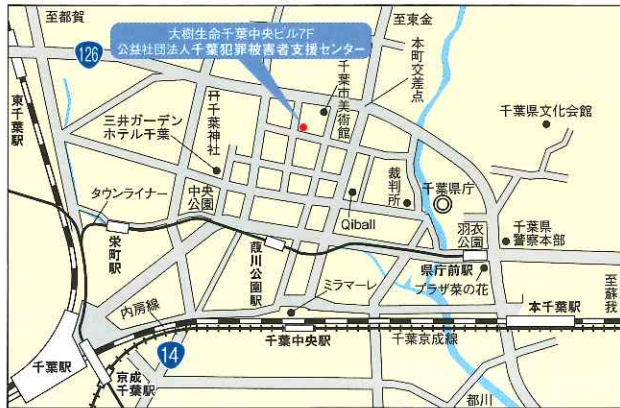 至都賀
126
大樹生命千葉中央ビル7F
公益社団法人千葉犯罪被害者支援センター
至東金
本町交差点
千葉市美術館
千葉県文化会館
東千葉駅
千葉神社
三井ガーデン
ホテル千葉
中央
公園
タウンライナー
裁判所
千葉県庁
Qiball
羽衣
公園
千葉県
警察本部
栄町駅
葭川公園駅
県庁前駅
プラザ菜の花
至蘇我
ミラマーレ
内房線
本千葉駅
14
千葉中央駅
千葉京成線
千葉駅
京成
千葉駅
都川